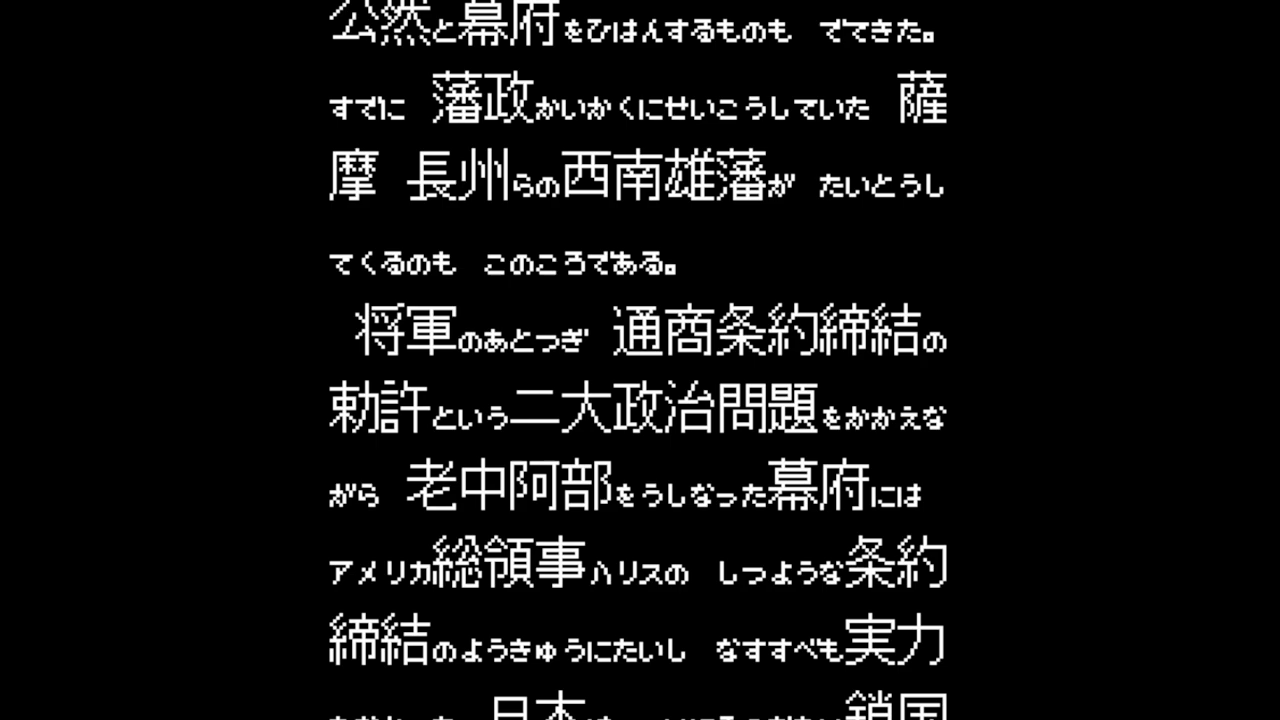 公然と幕府をひはんするものも でてきた。
すでに 藩政かいかくにせいこうしていた 薩
摩 長州らの西南雄藩が たいとうし
てくるのも このころである。
将軍のあとつぎ 通商条約締結の
勅許という二大政治問題をかかえな
がら 老中阿部をうしなった幕府には
アメリカ総領事ハリスの しつような条約
締結のようきゅうにたいし なすすべも実力
日本 鎖国